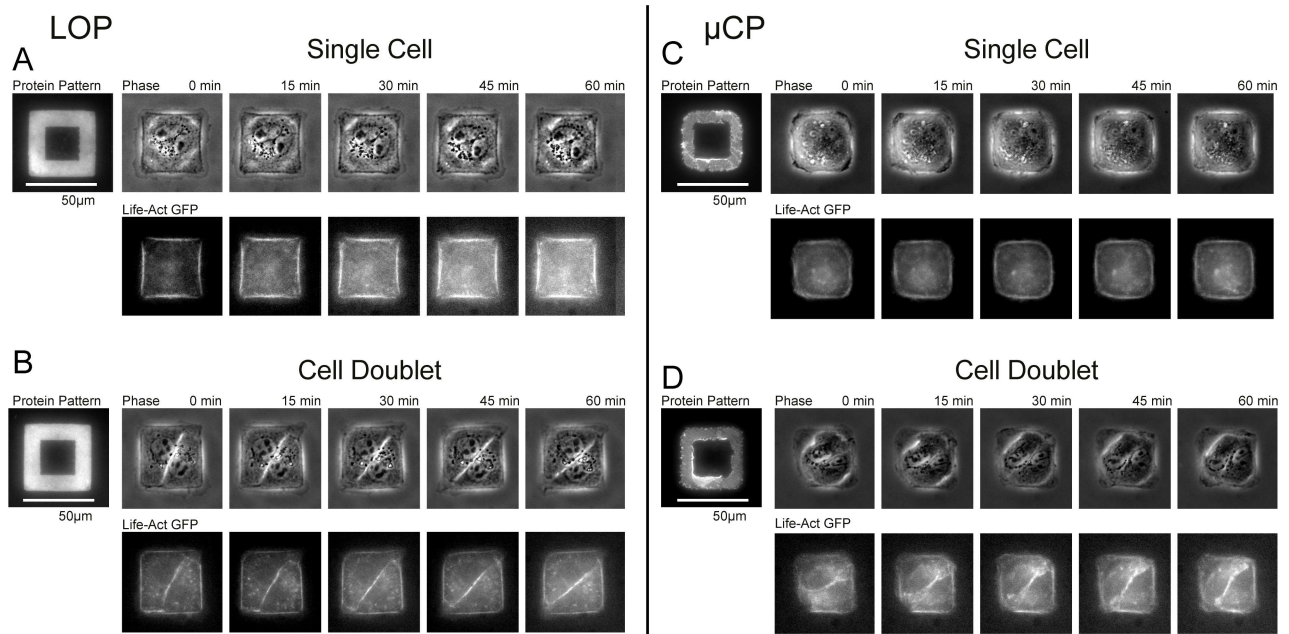 LOP
A
Single Cell
Protein Pattern
Phase 0 min 15 min 30 min 45 min 60 min
50µm
Life-Act GFP
B
Cell Doublet
Protein Pattern
Phase 0 min 15 min 30 min 45 min 60 min
50µm
Life-Act GFP
µCP
C
Single Cell
Protein Pattern
Phase 0 min 15 min 30 min 45 min 60 min
50µm
Life-Act GFP
D
Cell Doublet
Protein Pattern
Phase 0 min 15 min 30 min 45 min 60 min
50µm
Life-Act GFP